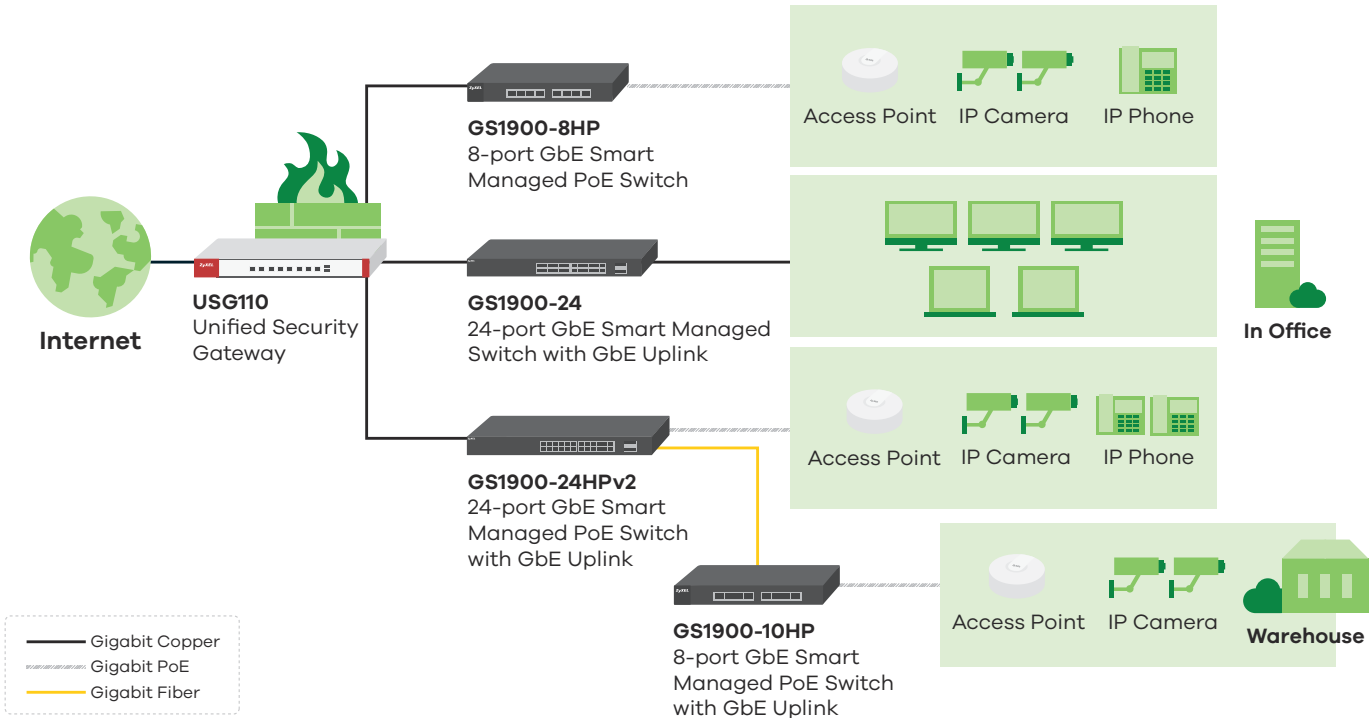 ZyXEL
GS1900-8HP
8-port GbE Smart
Managed PoE Switch
Access Point
IP Camera
IP Phone
Internet
ZyXEL
USG110
Unified Security
Gateway
GS1900-24
24-port GbE Smart Managed
Switch with GbE Uplink
In Office
GS1900-24HPv2
24-port GbE Smart
Managed PoE Switch
with GbE Uplink
Access Point
IP Camera
IP Phone
ZyXEL
GS1900-10HP
8-port GbE Smart
Managed PoE Switch
with GbE Uplink
Access Point
IP Camera
Warehouse
Gigabit Copper
Gigabit PoE
Gigabit Fiber